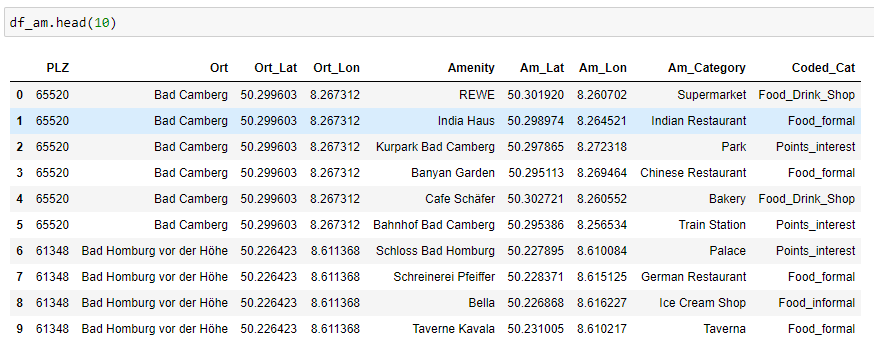 df_am.head(10)
PLZ Ort Ort_Lat Ort_Lon Amenity Am_Lat Am_Lon Am_Category Coded_Cat
0 65520 Bad Camberg 50.299603 8.267312 REWE 50.301920 8.260702 Supermarket Food_Drink_Shop
1 65520 Bad Camberg 50.299603 8.267312 India Haus 50.298974 8.264521 Indian Restaurant Food_formal
2 65520 Bad Camberg 50.299603 8.267312 Kurpark Bad Camberg 50.297865 8.272318 Park Points_interest
3 65520 Bad Camberg 50.299603 8.267312 Banyan Garden 50.295113 8.269464 Chinese Restaurant Food_formal
4 65520 Bad Camberg 50.299603 8.267312 Cafe Schäfer 50.302721 8.260552 Bakery Food_Drink_Shop
5 65520 Bad Camberg 50.299603 8.267312 Bahnhof Bad Camberg 50.295386 8.256534 Train Station Points_interest
6 61348 Bad Homburg vor der Höhe 50.226423 8.611368 Schloss Bad Homburg 50.227895 8.610084 Palace Points_interest
7 61348 Bad Homburg vor der Höhe 50.226423 8.611368 Schreinerei Pfeiffer 50.228371 8.615125 German Restaurant Food_formal
8 61348 Bad Homburg vor der Höhe 50.226423 8.611368 Bella 50.226868 8.616227 Ice Cream Shop Food_informal
9 61348 Bad Homburg vor der Höhe 50.226423 8.611368 Taverne Kavala 50.231005 8.610217 Taverna Food_formal